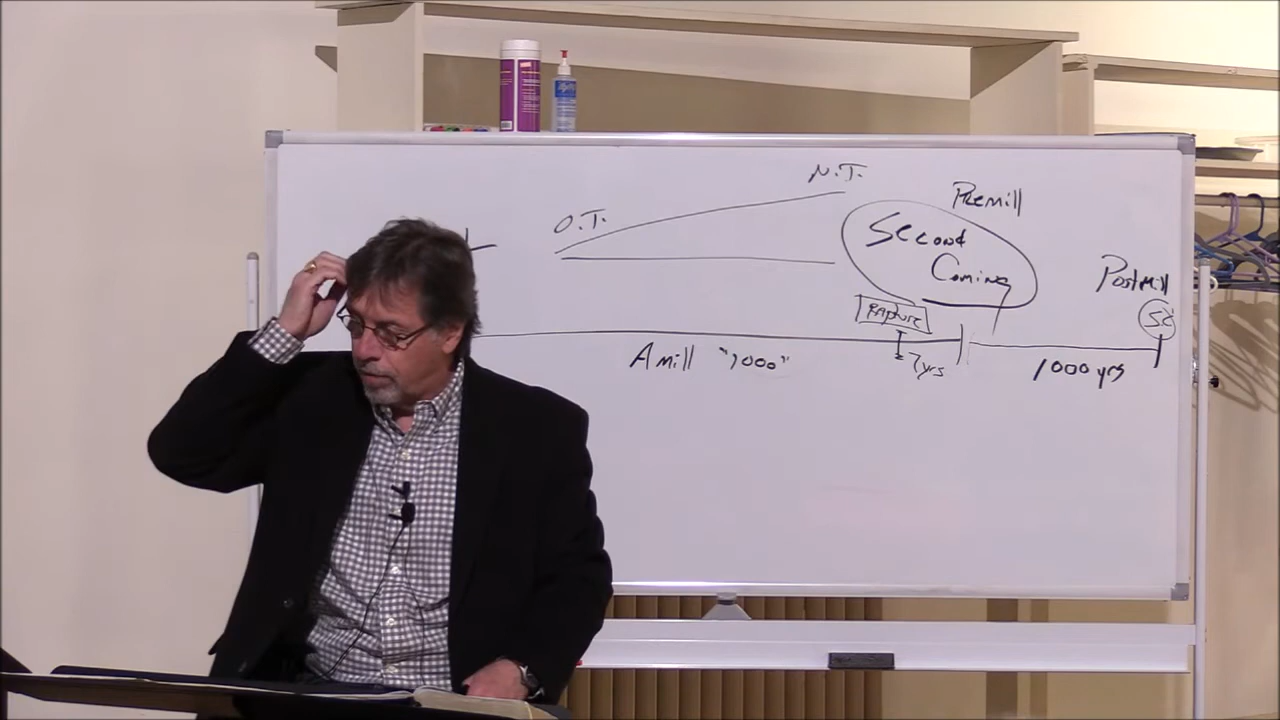 N.T.
O.T.
Premill
Second
Coming
Postmill
Rapture
SC
Amill "1000"
7yrs
1000 yrs